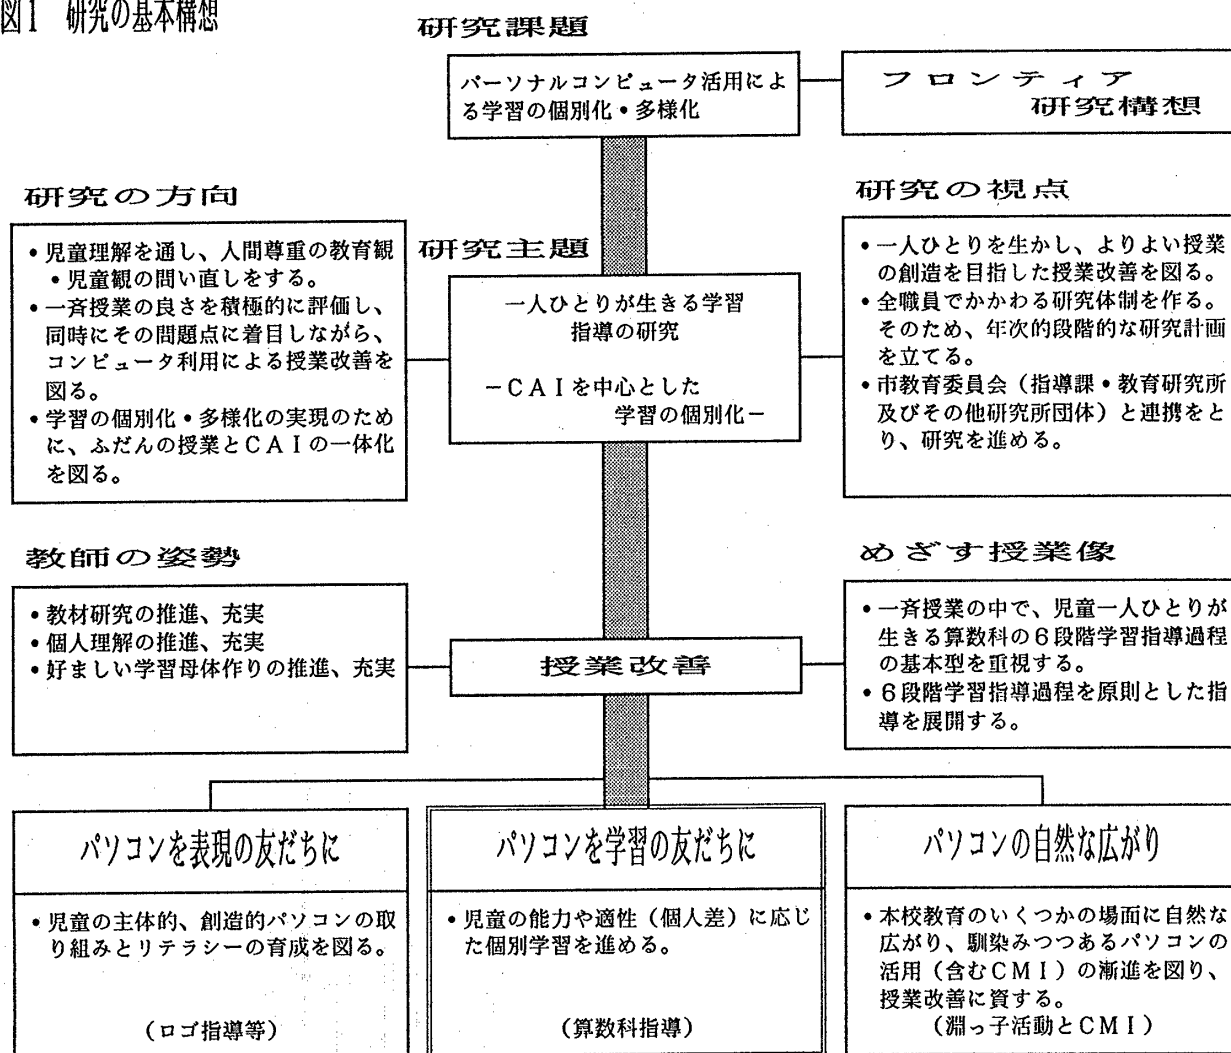 図1　研究の基本構想
研究課題
パーソナルコンピュータ活用によ
る学習の個別化・多様化
フロンティア
研究構想
研究の方向
・児童理解を通し、人間尊重の教育観
・児童観の問い直しをする。
・一斉授業の良さを積極的に評価し、
同時にその問題点に着目しながら、
コンピュータ利用による授業改善を
図る。
・学習の個別化・多様化の実現のため
に、ふだんの授業とCAIの一体化
を図る。
研究主題
一人ひとりが生きる学習
指導の研究
－CAIを中心とした
学習の個別化－
研究の視点
・一人ひとりを生かし、よりよい授業
の創造を目指した授業改善を図る。
・全職員でかかわる研究体制を作る。
そのため、年次的段階的な研究計画
を立てる。
・市教育委員会（指導課・教育研究所
及びその他研究所団体）と連携をと
り、研究を進める。
教師の姿勢
・教材研究の推進、充実
・個人理解の推進、充実
・好ましい学習母体作りの推進、充実
授業改善
めざす授業像
・一斉授業の中で、児童一人ひとりが
生きる算数科の6段階学習指導過程
の基本型を重視する。
・6段階学習指導過程を原則とした指
導を展開する。
パソコンを表現の友だちに
・児童の主体的、創造的パソコンの取
り組みとリテラシーの育成を図る。
（ロゴ指導等）
パソコンを学習の友だちに
・児童の能力や適性（個人差）に応じ
た個別学習を進める。
（算数科指導）
パソコンの自然な広がり
・本校教育のいくつかの場面に自然な
広がり、馴染みつつあるパソコンの
活用（含むCMI）の漸進を図り、
授業改善に資する。
（淵っ子活動とCMI）